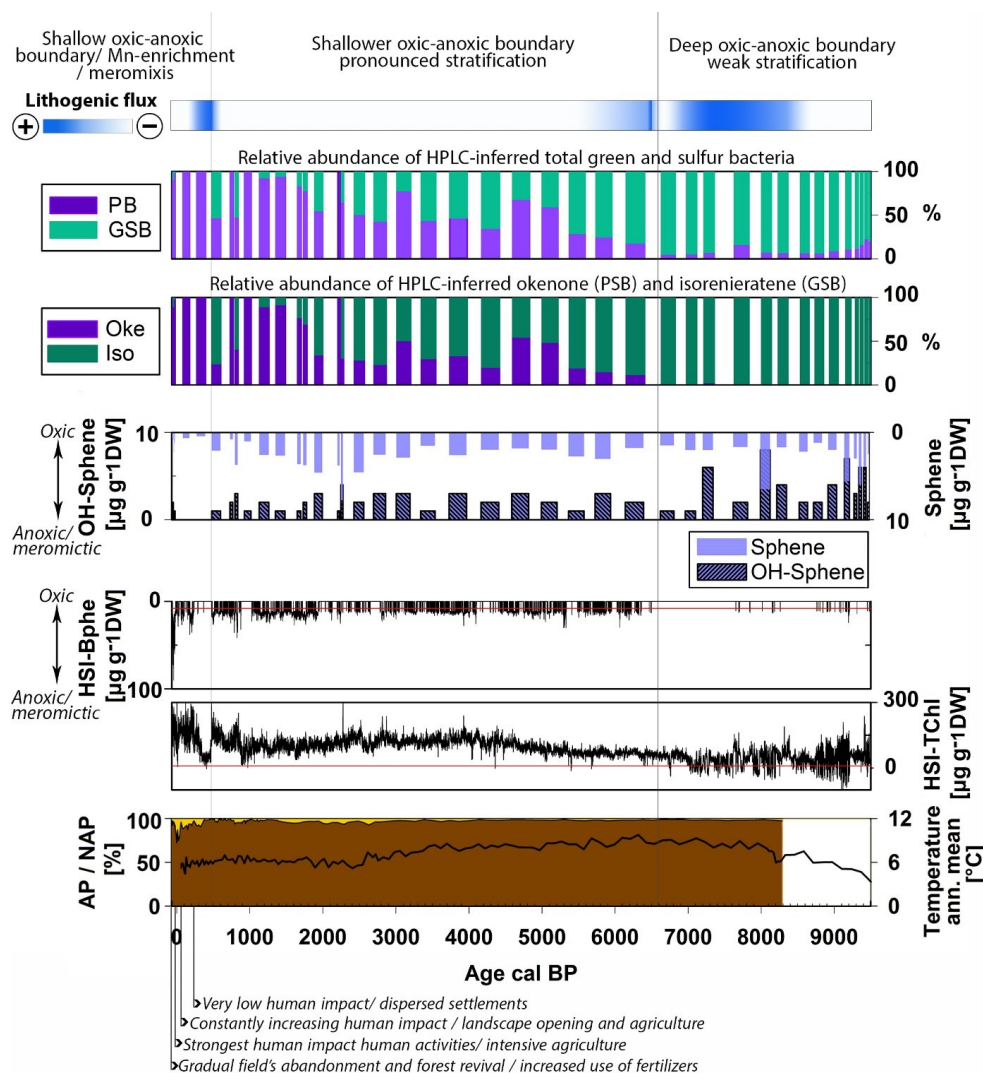 Shallow oxic-anoxic
boundary/ Mn-enrichment
/ meromixis
Shallower oxic-anoxic boundary
pronounced stratification
Deep oxic-anoxic boundary
weak stratification
Lithogenic flux
+ −
Relative abundance of HPLC-inferred total green and sulfur bacteria
PB
GSB
100
50 %
0
Relative abundance of HPLC-inferred okenone (PSB) and isorenieratene (GSB)
Oke
Iso
100
50 %
0
Oxic
Anoxic/
meromictic
OH-Sphene
[µg g⁻¹DW]
10
0
0
10
Sphene
[µg g⁻¹DW]
Sphene
OH-Sphene
Oxic
Anoxic/
meromictic
HSI-Bphe
[µg g⁻¹DW]
0
100
300
0
HSI-TChl
[µg g⁻¹DW]
AP / NAP
[%]
100
50
0
12
6
0
Temperature
ann. mean
[°C]
0 1000 2000 3000 4000 5000 6000 7000 8000 9000
Age cal BP
Very low human impact/ dispersed settlements
Constantly increasing human impact / landscape opening and agriculture
Strongest human impact human activities/ intensive agriculture
Gradual field's abandonment and forest revival / increased use of fertilizers